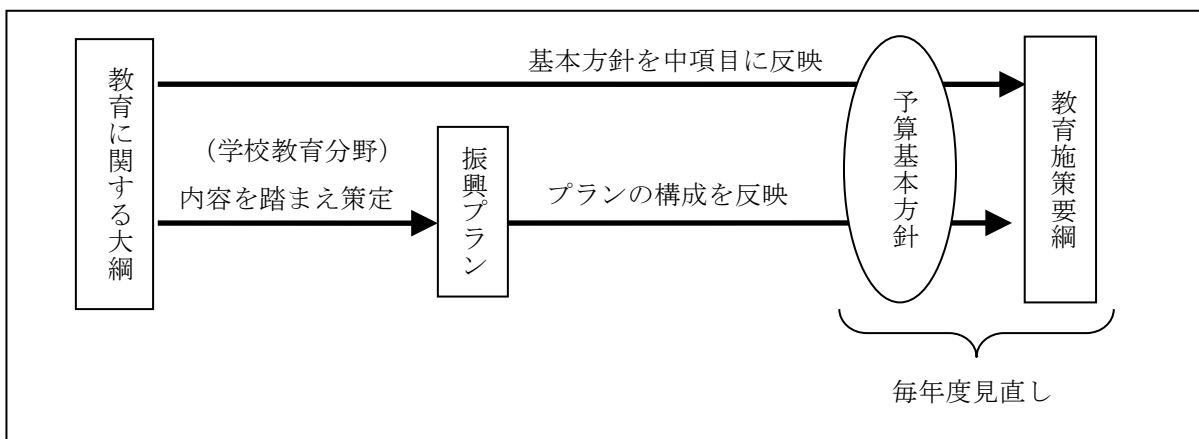 教育に関する大綱
基本方針を中項目に反映
(学校教育分野)
内容を踏まえ策定
振興プラン
プランの構成を反映
予算基本方針
教育施策要綱
毎年度見直し